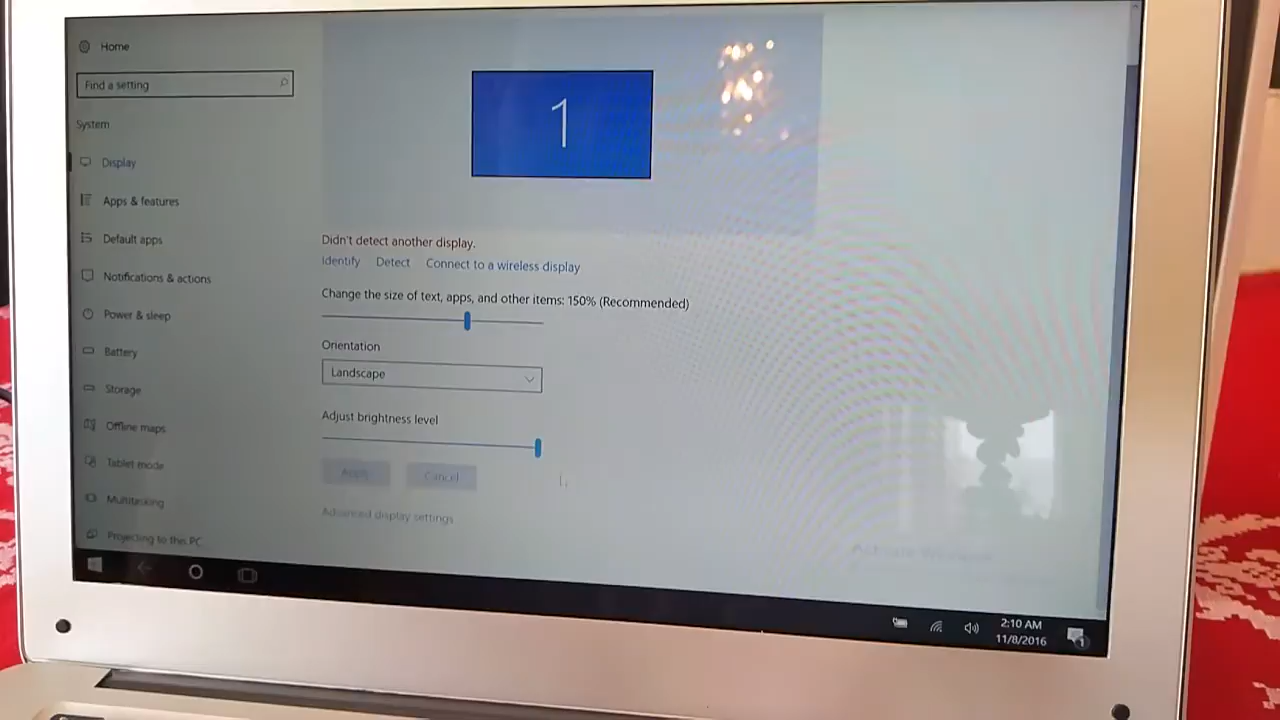 Home
Find a setting
System
Display
Apps & features
Default apps
Notifications & actions
Power & sleep
Battery
Storage
Offline maps
Tablet mode
Multitasking
Projecting to this PC
1
Didn't detect another display.
Identify Detect Connect to a wireless display
Change the size of text, apps, and other items: 150% (Recommended)
Orientation
Landscape
Adjust brightness level
Apply Cancel
Advanced display settings
Activate Windows
2:10 AM
11/8/2016
1